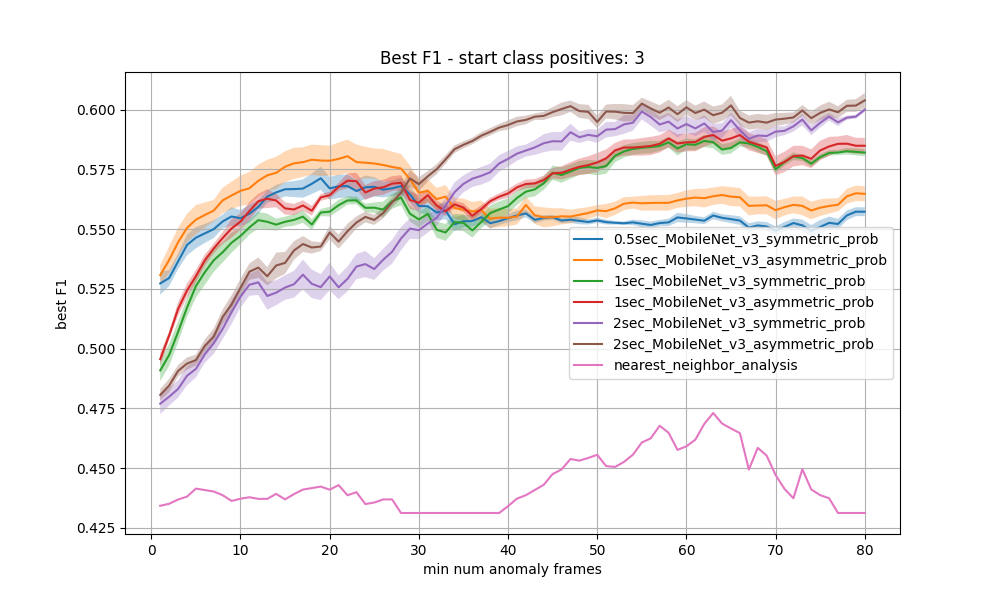 Best F1 - start class positives: 3
best F1
0.600
0.575
0.550
0.525
0.500
0.475
0.450
0.425
0.5sec_MobileNet_v3_symmetric_prob
0.5sec_MobileNet_v3_asymmetric_prob
1sec_MobileNet_v3_symmetric_prob
1sec_MobileNet_v3_asymmetric_prob
2sec_MobileNet_v3_symmetric_prob
2sec_MobileNet_v3_asymmetric_prob
nearest_neighbor_analysis
0 10 20 30 40 50 60 70 80
min num anomaly frames